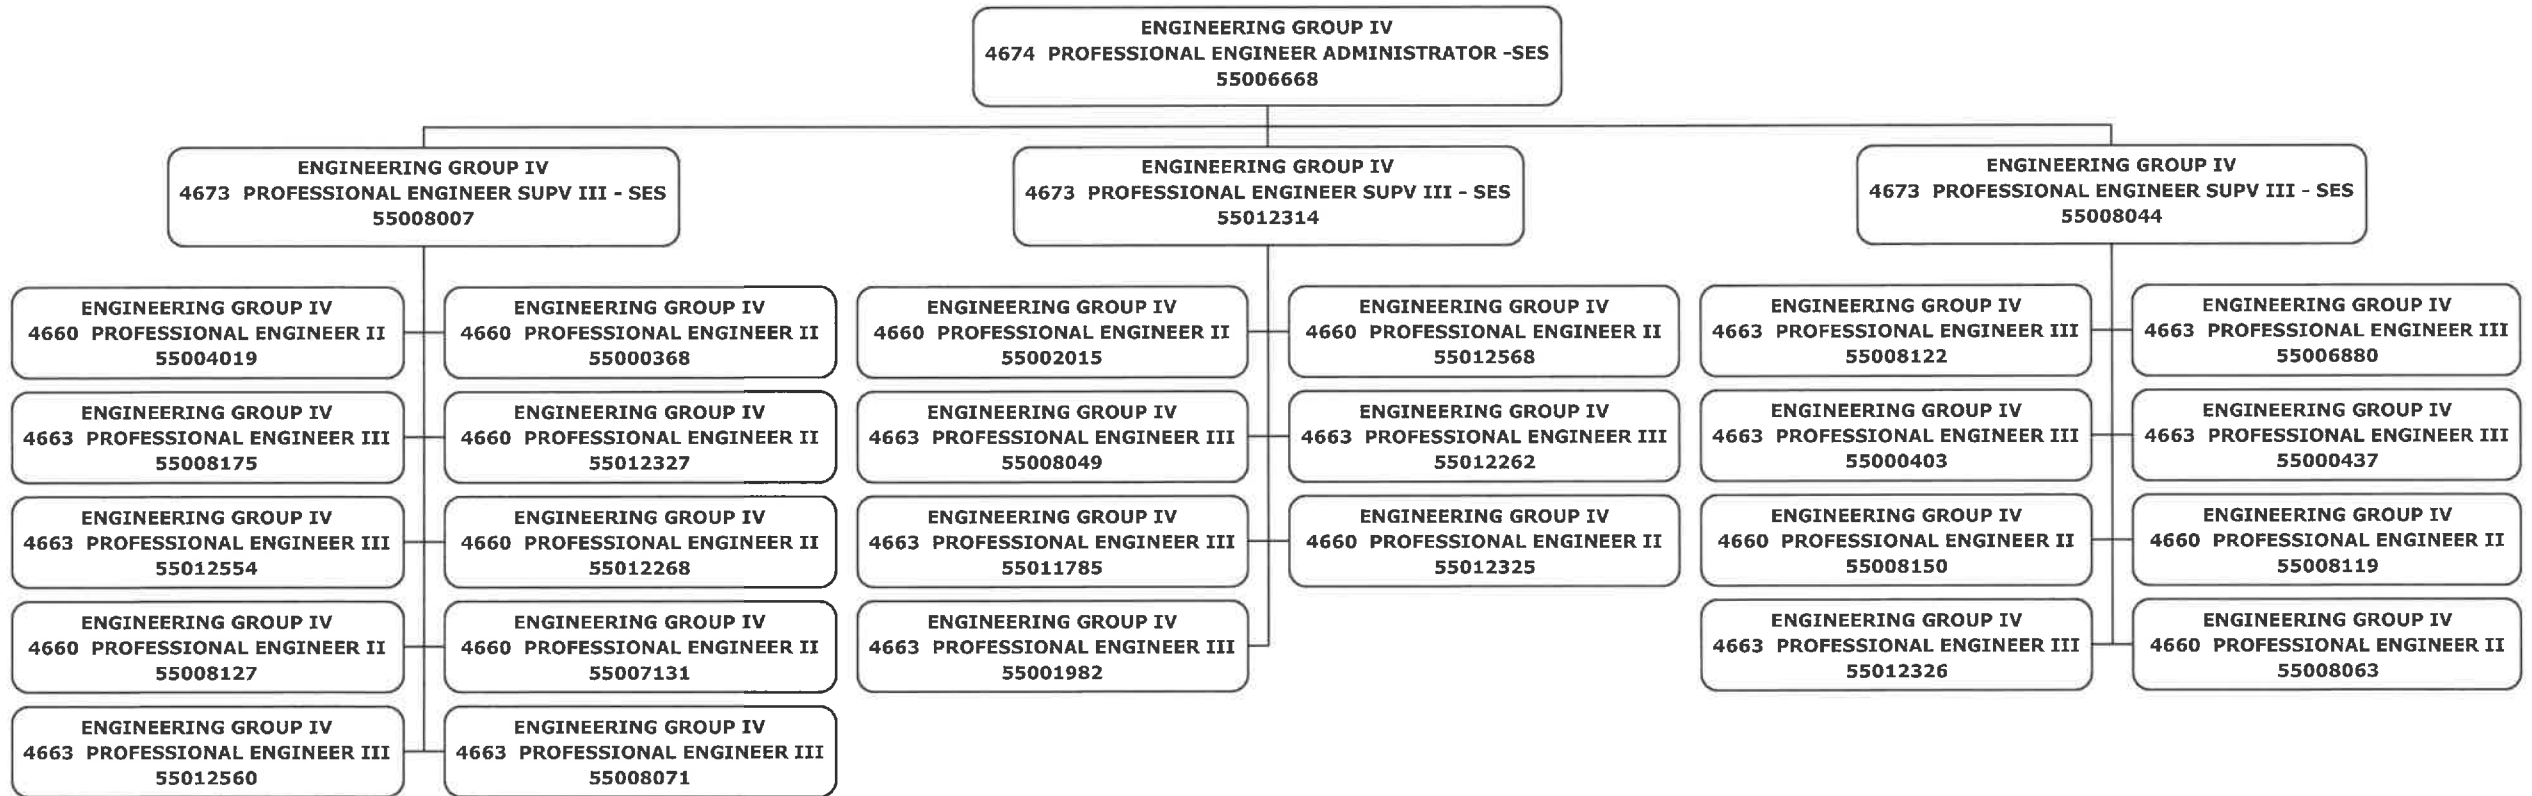 ENGINEERING GROUP IV
4674 PROFESSIONAL ENGINEER ADMINISTRATOR -SES
55006668
ENGINEERING GROUP IV
4673 PROFESSIONAL ENGINEER SUPV III - SES
55008007
ENGINEERING GROUP IV
4673 PROFESSIONAL ENGINEER SUPV III - SES
55012314
ENGINEERING GROUP IV
4673 PROFESSIONAL ENGINEER SUPV III - SES
55008044
ENGINEERING GROUP IV
4660 PROFESSIONAL ENGINEER II
55004019
ENGINEERING GROUP IV
4660 PROFESSIONAL ENGINEER II
55000368
ENGINEERING GROUP IV
4663 PROFESSIONAL ENGINEER III
55008175
ENGINEERING GROUP IV
4660 PROFESSIONAL ENGINEER II
55012327
ENGINEERING GROUP IV
4663 PROFESSIONAL ENGINEER III
55012554
ENGINEERING GROUP IV
4660 PROFESSIONAL ENGINEER II
55012268
ENGINEERING GROUP IV
4660 PROFESSIONAL ENGINEER II
55008127
ENGINEERING GROUP IV
4660 PROFESSIONAL ENGINEER II
55007131
ENGINEERING GROUP IV
4663 PROFESSIONAL ENGINEER III
55012560
ENGINEERING GROUP IV
4663 PROFESSIONAL ENGINEER III
55008071
ENGINEERING GROUP IV
4660 PROFESSIONAL ENGINEER II
55002015
ENGINEERING GROUP IV
4660 PROFESSIONAL ENGINEER II
55012568
ENGINEERING GROUP IV
4663 PROFESSIONAL ENGINEER III
55008049
ENGINEERING GROUP IV
4663 PROFESSIONAL ENGINEER III
55012262
ENGINEERING GROUP IV
4663 PROFESSIONAL ENGINEER III
55011785
ENGINEERING GROUP IV
4660 PROFESSIONAL ENGINEER II
55012325
ENGINEERING GROUP IV
4663 PROFESSIONAL ENGINEER III
55001982
ENGINEERING GROUP IV
4663 PROFESSIONAL ENGINEER III
55008122
ENGINEERING GROUP IV
4663 PROFESSIONAL ENGINEER III
55006880
ENGINEERING GROUP IV
4663 PROFESSIONAL ENGINEER III
55000403
ENGINEERING GROUP IV
4663 PROFESSIONAL ENGINEER III
55000437
ENGINEERING GROUP IV
4660 PROFESSIONAL ENGINEER II
55008150
ENGINEERING GROUP IV
4660 PROFESSIONAL ENGINEER II
55008119
ENGINEERING GROUP IV
4663 PROFESSIONAL ENGINEER III
55012326
ENGINEERING GROUP IV
4660 PROFESSIONAL ENGINEER II
55008063